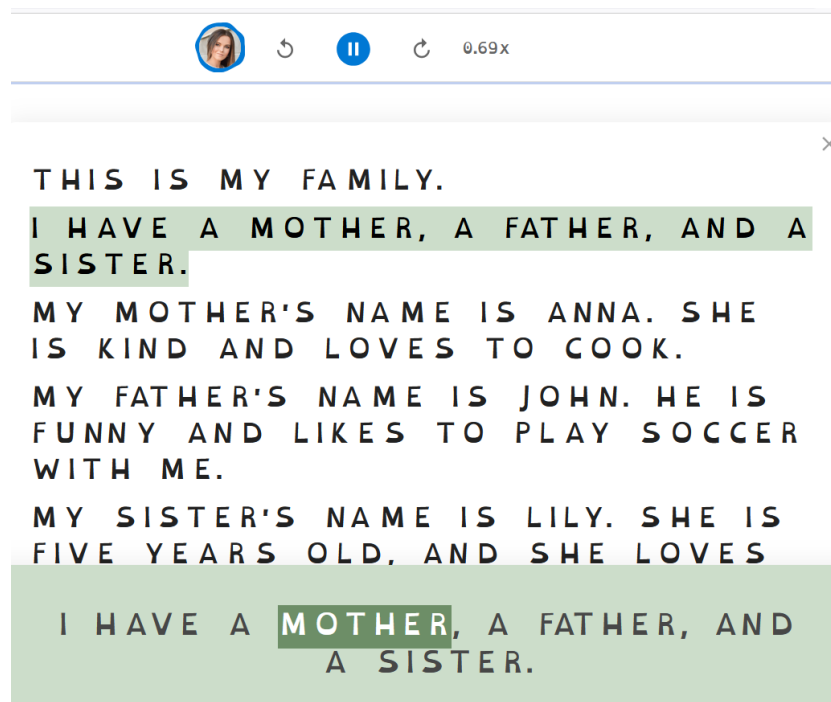 0.69x
THIS IS MY FAMILY.
I HAVE A MOTHER, A FATHER, AND A
SISTER.
MY MOTHER'S NAME IS ANNA. SHE
IS KIND AND LOVES TO COOK.
MY FATHER'S NAME IS JOHN. HE IS
FUNNY AND LIKES TO PLAY SOCCER
WITH ME.
MY SISTER'S NAME IS LILY. SHE IS
FIVE YEARS OLD, AND SHE LOVES
I HAVE A MOTHER, A FATHER, AND
A SISTER.